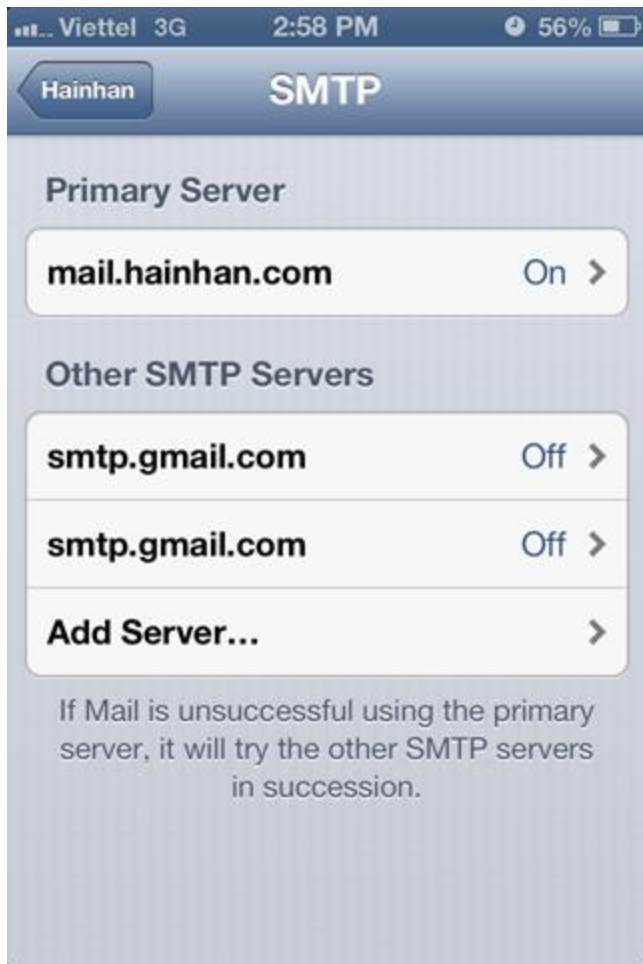 Viettel 3G 2:58 PM 56%
Hainhan SMTP
Primary Server
mail.hainhan.com On
Other SMTP Servers
smtp.gmail.com Off
smtp.gmail.com Off
Add Server...
If Mail is unsuccessful using the primary
server, it will try the other SMTP servers
in succession.